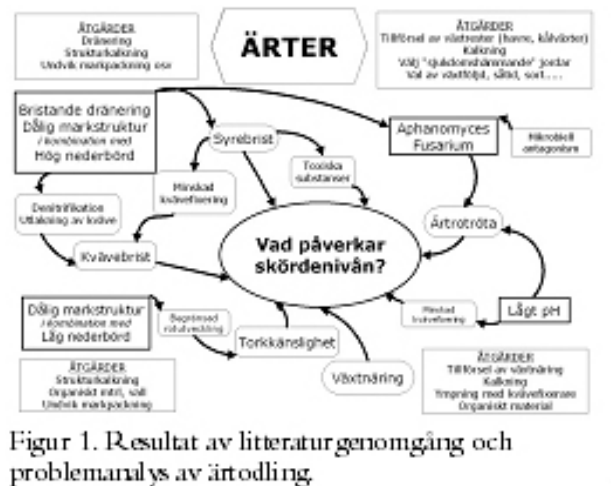 ÅTGÄRDER
Dränering
Strukturkalkning
Undvik markpackning osv
ÄRTER
ÅTGÄRDER
Tillförsel av växtrester (havre, kålväxter)
Kalkning
Välj "sjukdomshämmande" jordar
Val av växtföljd, såtid, sort.....
Bristande dränering
Dålig markstruktur
i kombination med
Hög nederbörd
Syrebrist
Aphanomyces
Fusarium
Mikrobiell
antagonism
Toxiska
substanser
Minskad
kvävefixering
Denitrifikation
Utlakning av kväve
Ärtrotröta
Kvävebrist
Vad påverkar
skördenivån?
Dålig markstruktur
i kombination med
Låg nederbörd
Begränsad
rotutveckling
Torkkänslighet
Minskad
kvävefixering
Lågt pH
Växtnäring
ÅTGÄRDER
Strukturkalkning
Organiskt mtrl, vall
Undvik markpackning
ÅTGÄRDER
Tillförsel av växtnäring
Kalkning
Ympning med kvävefixerare
Organiskt material
Figur 1. Resultat av litteraturgenomgång och
problemanalys av ärtodling.